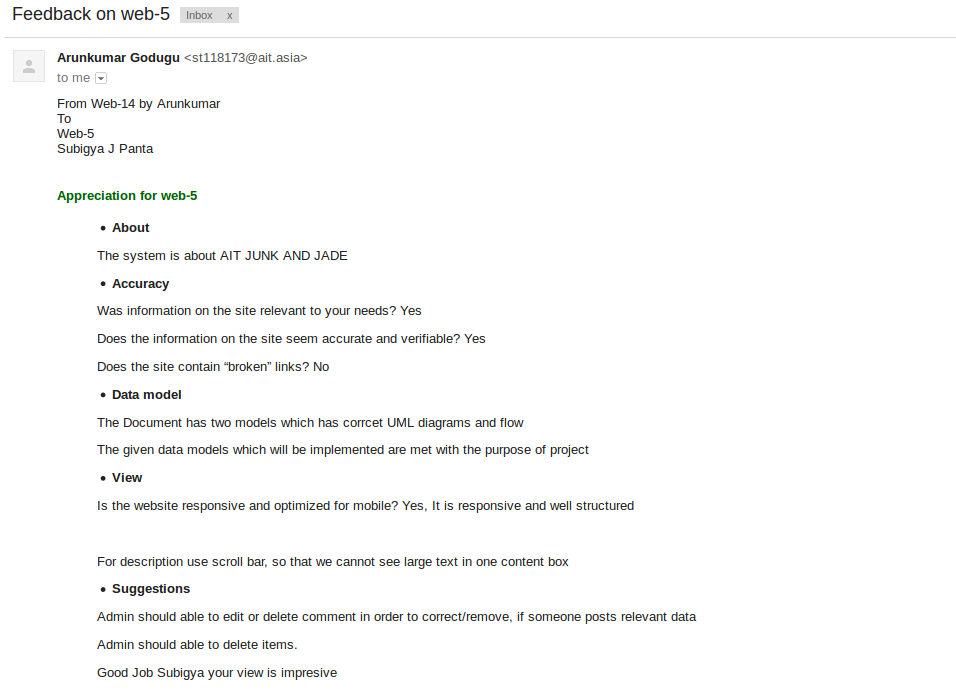 Feedback on web-5 Inbox x
Arunkumar Godugu <st118173@ait.asia>
to me
From Web-14 by Arunkumar
To
Web-5
Subigya J Panta
Appreciation for web-5
• About
The system is about AIT JUNK AND JADE
• Accuracy
Was information on the site relevant to your needs? Yes
Does the information on the site seem accurate and verifiable? Yes
Does the site contain “broken” links? No
• Data model
The Document has two models which has corrcet UML diagrams and flow
The given data models which will be implemented are met with the purpose of project
• View
Is the website responsive and optimized for mobile? Yes, It is responsive and well structured
For description use scroll bar, so that we cannot see large text in one content box
• Suggestions
Admin should able to edit or delete comment in order to correct/remove, if someone posts relevant data
Admin should able to delete items.
Good Job Subigya your view is impresive